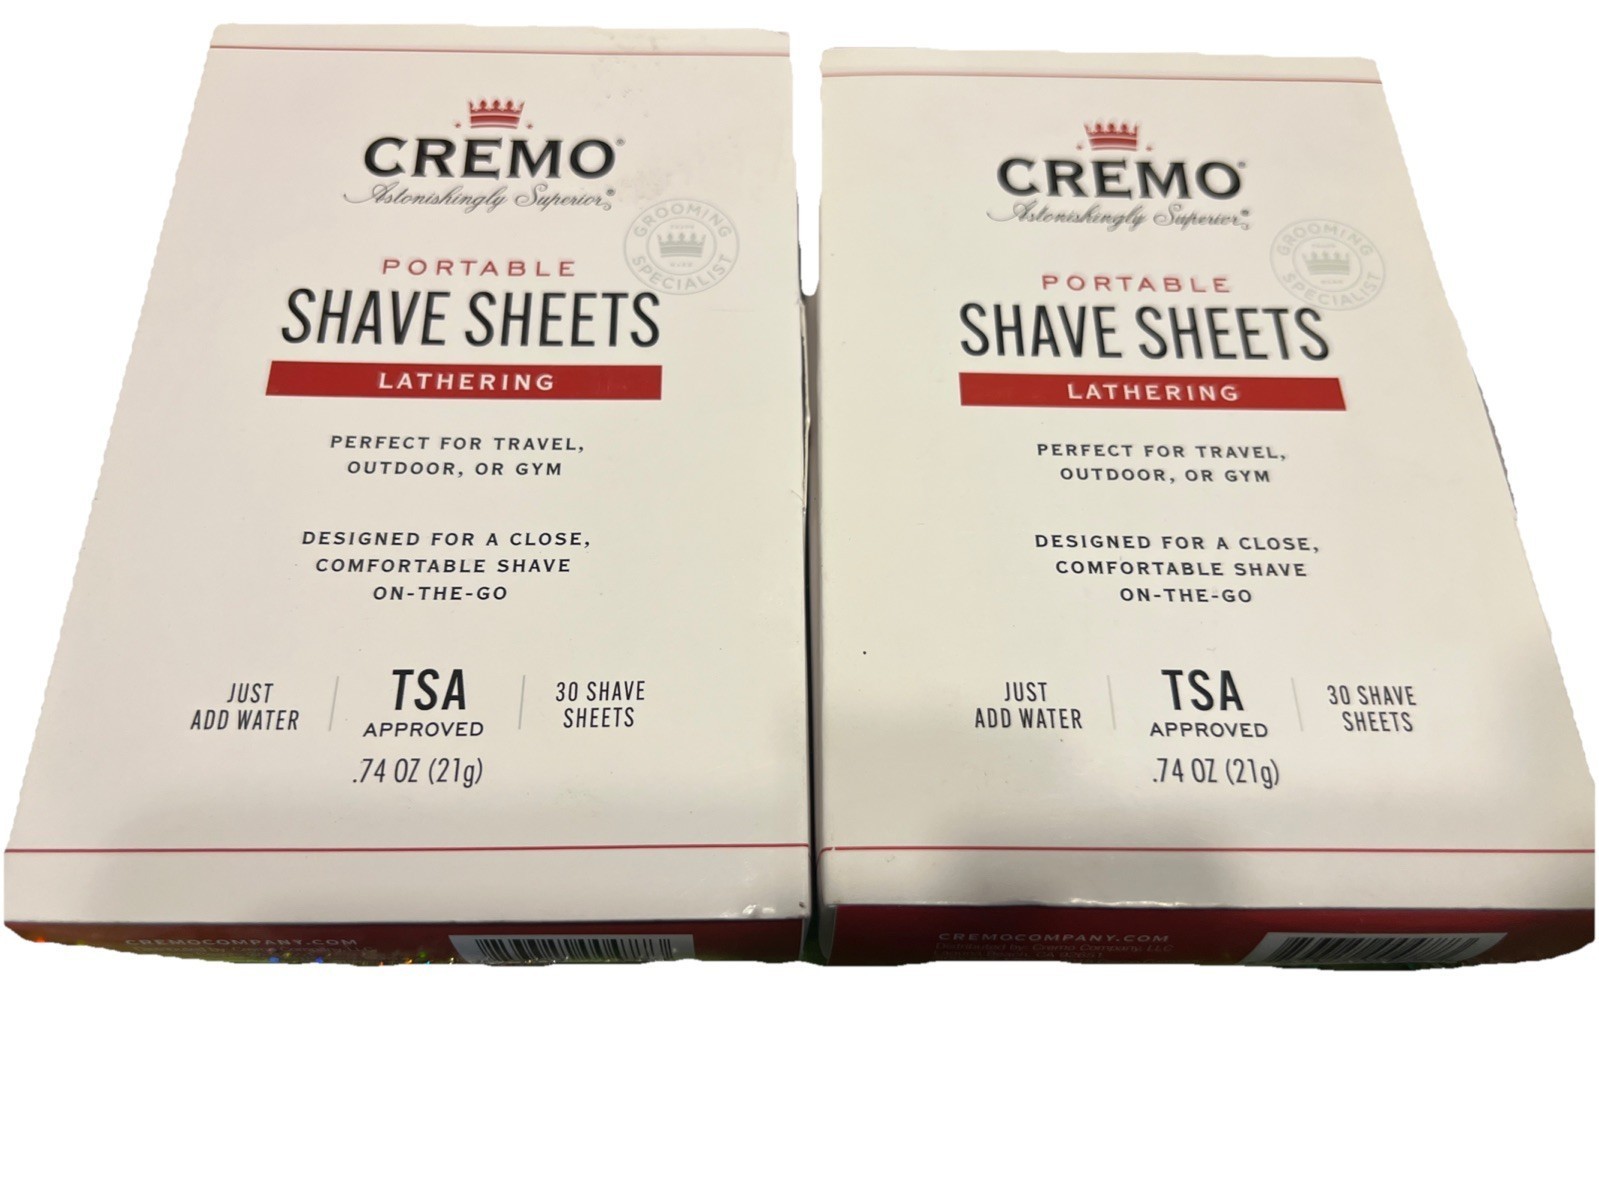 CREMO®
Astonishingly Superior®
GROOMING SPECIALIST
PORTABLE
SHAVE SHEETS
LATHERING
PERFECT FOR TRAVEL,
OUTDOOR, OR GYM
DESIGNED FOR A CLOSE,
COMFORTABLE SHAVE
ON-THE-GO
JUST
ADD WATER
TSA
APPROVED
30 SHAVE
SHEETS
.74 OZ (21g)
CREMOCOMPANY.COM
CREMO®
Astonishingly Superior®
GROOMING SPECIALIST
PORTABLE
SHAVE SHEETS
LATHERING
PERFECT FOR TRAVEL,
OUTDOOR, OR GYM
DESIGNED FOR A CLOSE,
COMFORTABLE SHAVE
ON-THE-GO
JUST
ADD WATER
TSA
APPROVED
30 SHAVE
SHEETS
.74 OZ (21g)
CREMOCOMPANY.COM
Distributed by: Cremo Company, LLC